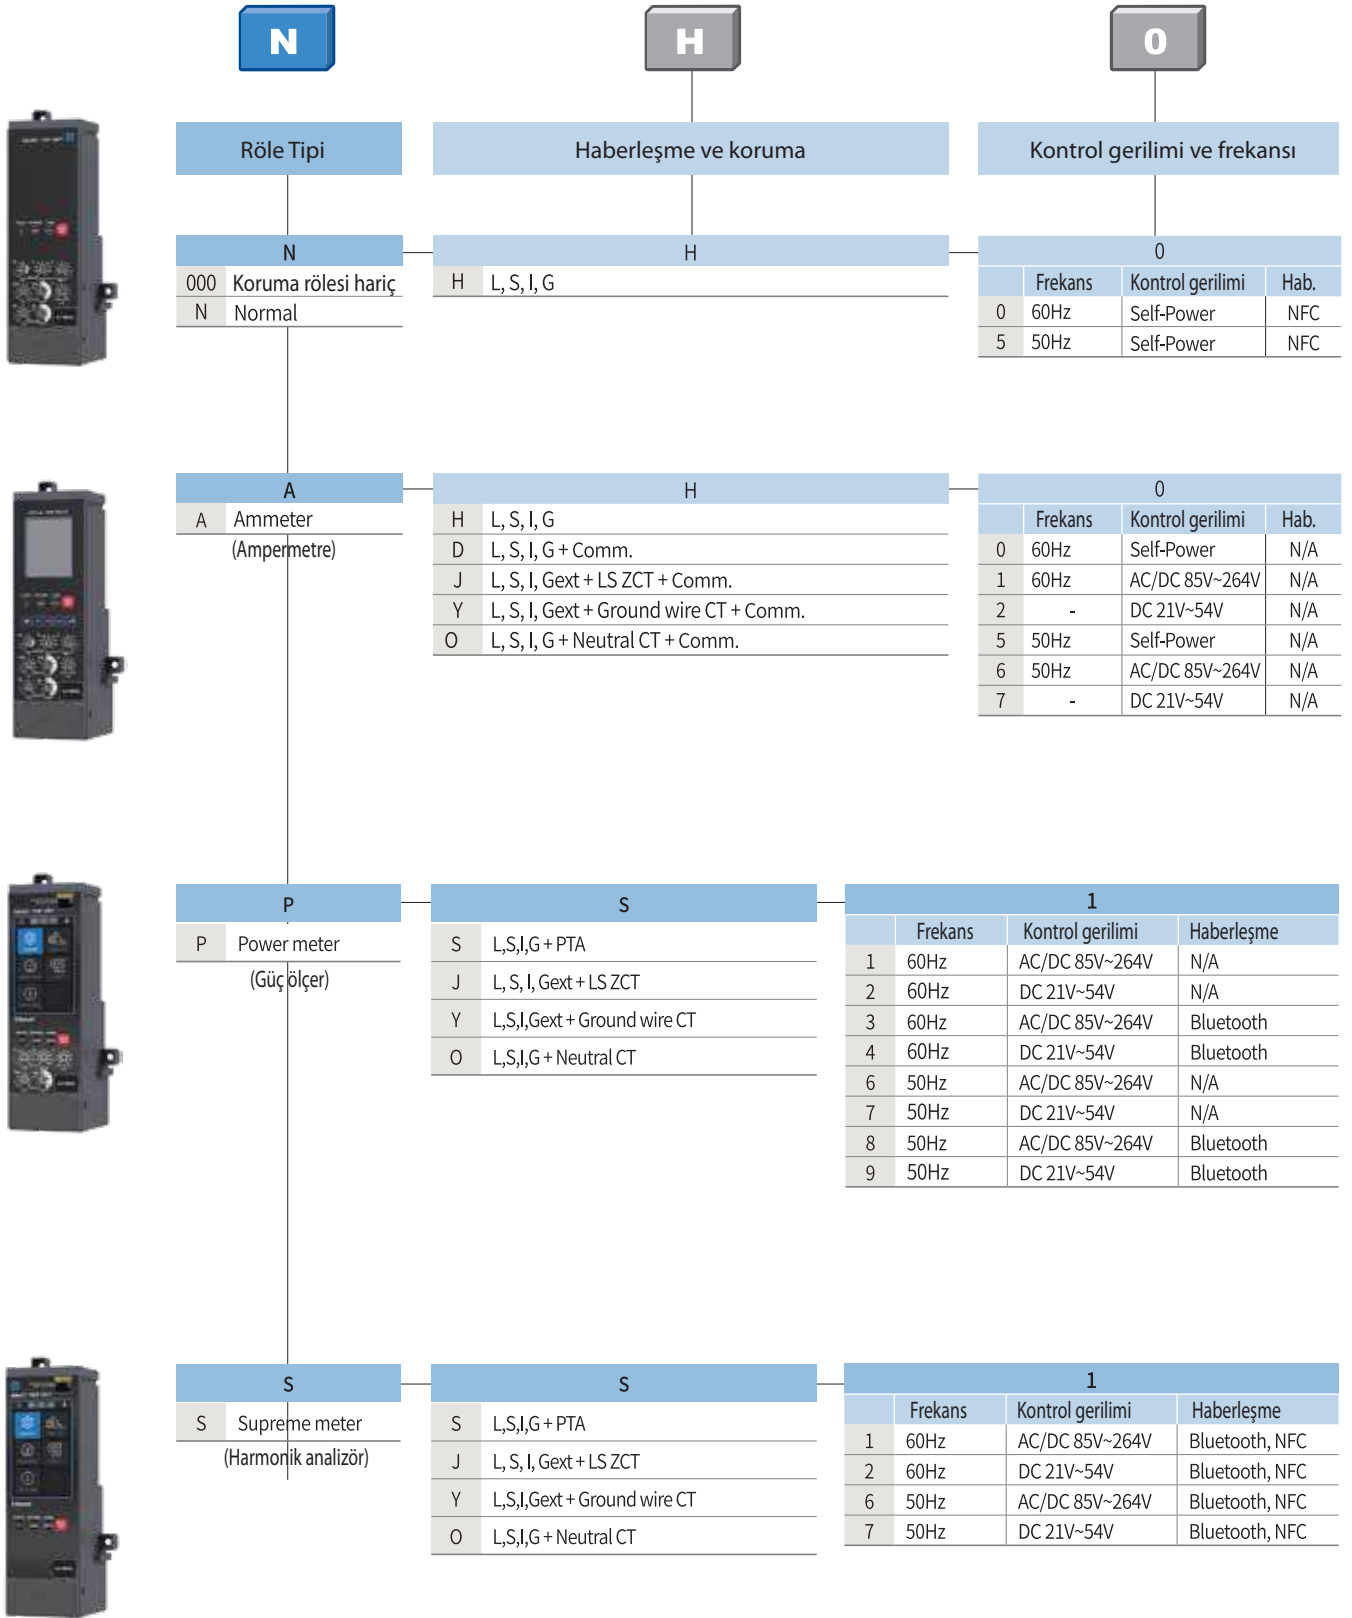 N H 0
Röle Tipi Haberleşme ve koruma Kontrol gerilimi ve frekansı
N H 0
000 Koruma rölesi hariç H L, S, I, G Frekans Kontrol gerilimi Hab.
N Normal 0 60Hz Self-Power NFC
5 50Hz Self-Power NFC
A H 0
A Ammeter H L, S, I, G Frekans Kontrol gerilimi Hab.
(Ampermetre) D L, S, I, G + Comm. 0 60Hz Self-Power N/A
J L, S, I, Gext + LS ZCT + Comm. 1 60Hz AC/DC 85V~264V N/A
Y L, S, I, Gext + Ground wire CT + Comm. 2 - DC 21V~54V N/A
O L, S, I, G + Neutral CT + Comm. 5 50Hz Self-Power N/A
6 50Hz AC/DC 85V~264V N/A
7 - DC 21V~54V N/A
P S 1
P Power meter S L,S,I,G + PTA Frekans Kontrol gerilimi Haberleşme
(Güç ölçer) J L, S, I, Gext + LS ZCT 1 60Hz AC/DC 85V~264V N/A
2 60Hz DC 21V~54V N/A
Y L,S,I,Gext + Ground wire CT 3 60Hz AC/DC 85V~264V Bluetooth
O L,S,I,G + Neutral CT 4 60Hz DC 21V~54V Bluetooth
6 50Hz AC/DC 85V~264V N/A
7 50Hz DC 21V~54V N/A
8 50Hz AC/DC 85V~264V Bluetooth
9 50Hz DC 21V~54V Bluetooth
S S 1
S Supreme meter S L,S,I,G + PTA Frekans Kontrol gerilimi Haberleşme
(Harmonik analizör) J L, S, I, Gext + LS ZCT 1 60Hz AC/DC 85V~264V Bluetooth, NFC
2 60Hz DC 21V~54V Bluetooth, NFC
Y L,S,I,Gext + Ground wire CT 6 50Hz AC/DC 85V~264V Bluetooth, NFC
O L,S,I,G + Neutral CT 7 50Hz DC 21V~54V Bluetooth, NFC